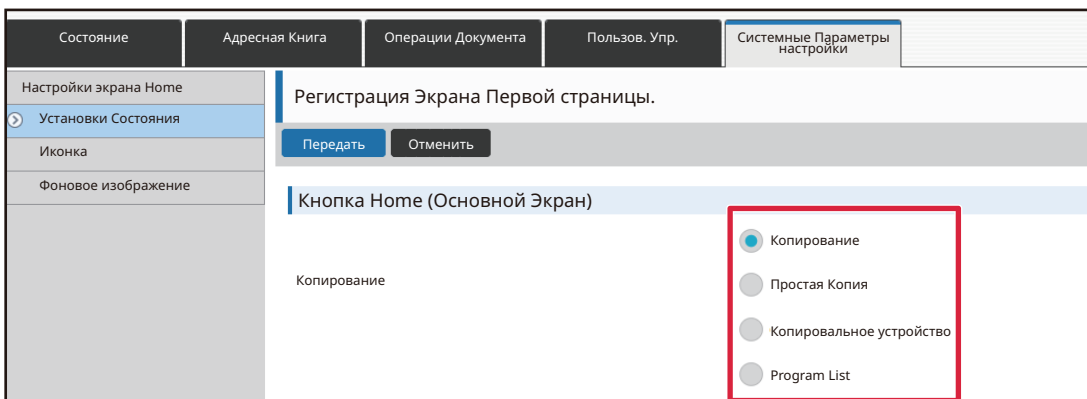 Состояние
Адресная Книга
Операции Документа
Пользов. Упр.
Системные Параметры
настройки
Настройки экрана Home
Установки Состояния
Иконка
Фоновое изображение
Регистрация Экрана Первой страницы.
Передать
Отменить
Кнопка Home (Основной Экран)
Копирование
Копирование
Простая Копия
Копировальное устройство
Program List